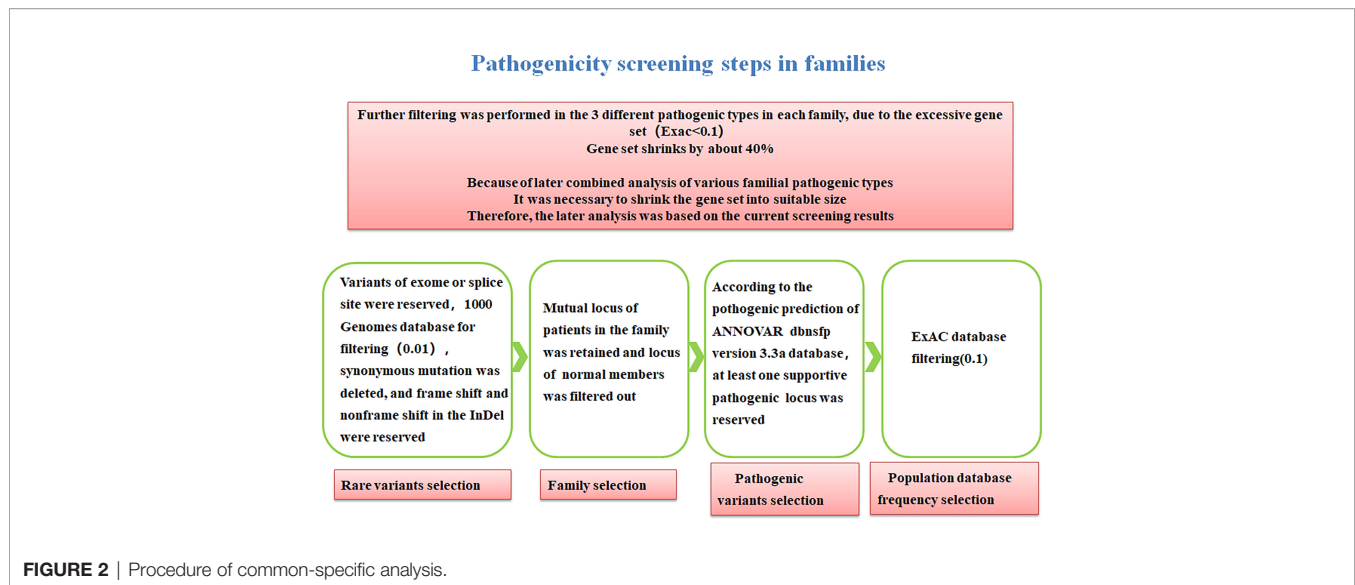 Pathogenicity screening steps in families
Further filtering was performed in the 3 different pathogenic types in each family, due to the excessive gene
set（Exac<0.1）
Gene set shrinks by about 40%
Because of later combined analysis of various familial pathogenic types
It was necessary to shrink the gene set into suitable size
Therefore, the later analysis was based on the current screening results
Variants of exome or splice
site were reserved，1000
Genomes database for
filtering（0.01），
synonymous mutation was
deleted, and frame shift and
nonframe shift in the InDel
were reserved
Rare variants selection
Mutual locus of
patients in the family
was retained and locus
of normal members
was filtered out
Family selection
According to the
pothogenic prediction of
ANNOVAR dbnsfp
version 3.3a database，
at least one supportive
pathogenic locus was
reserved
Pathogenic
variants selection
ExAC database
filtering(0.1)
Population database
frequency selection
FIGURE 2 | Procedure of common-specific analysis.